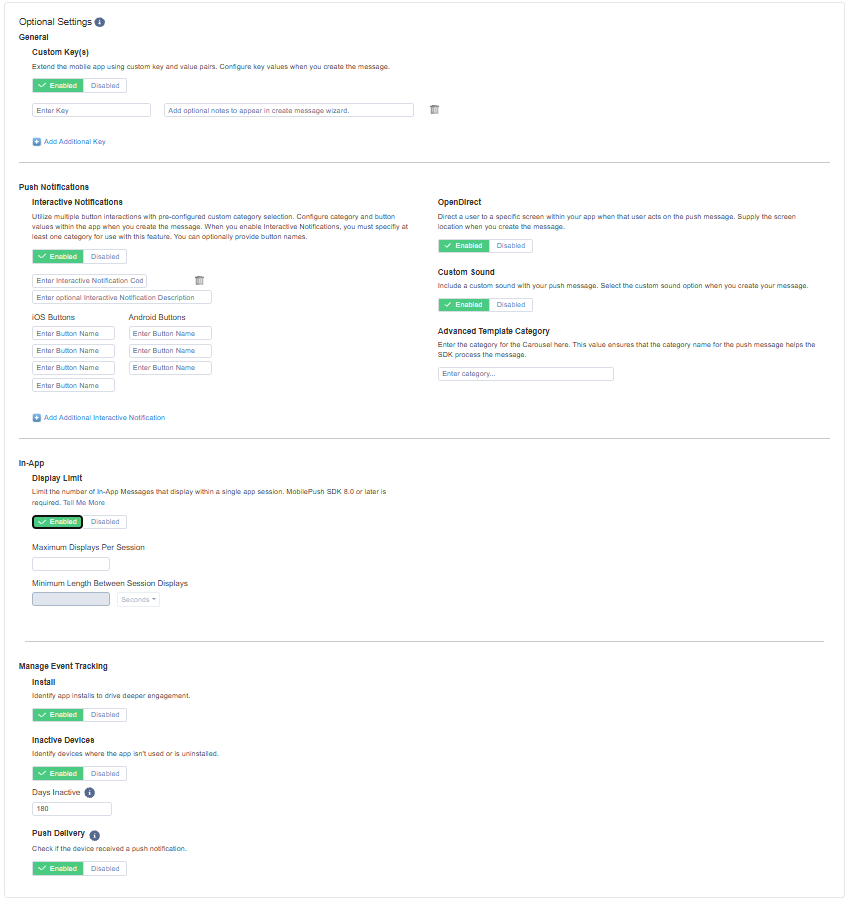 Optional Settings
General
Custom Key(s)
Extend the mobile app using custom key and value pairs. Configure key values when you create the message.
Enabled Disabled
Enter Key Add optional notes to appear in create message wizard.
Add Additional Key
Push Notifications
Interactive Notifications
Utilize multiple button interactions with pre-configured custom category selection. Configure category and button
values within the app when you create the message. When you enable Interactive Notifications, you must specifiy at
least one category for use with this feature. You can optionally provide button names.
Enabled Disabled
Enter Interactive Notification Cod
Enter optional Interactive Notification Description
iOS Buttons Android Buttons
Enter Button Name Enter Button Name
Enter Button Name Enter Button Name
Enter Button Name Enter Button Name
Enter Button Name
Add Additional Interactive Notification
OpenDirect
Direct a user to a specific screen within your app when that user acts on the push message. Supply the screen
location when you create the message.
Enabled Disabled
Custom Sound
Include a custom sound with your push message. Select the custom sound option when you create your message.
Enabled Disabled
Advanced Template Category
Enter the category for the Carousel here. This value ensures that the category name for the push message helps the
SDK process the message.
Enter category...
In-App
Display Limit
Limit the number of In-App Messages that display within a single app session. MobilePush SDK 8.0 or later is
required. Tell Me More
Enabled Disabled
Maximum Displays Per Session
Minimum Length Between Session Displays
Seconds
Manage Event Tracking
Install
Identify app installs to drive deeper engagement.
Enabled Disabled
Inactive Devices
Identify devices where the app isn't used or is uninstalled.
Enabled Disabled
Days Inactive
180
Push Delivery
Check if the device received a push notification.
Enabled Disabled